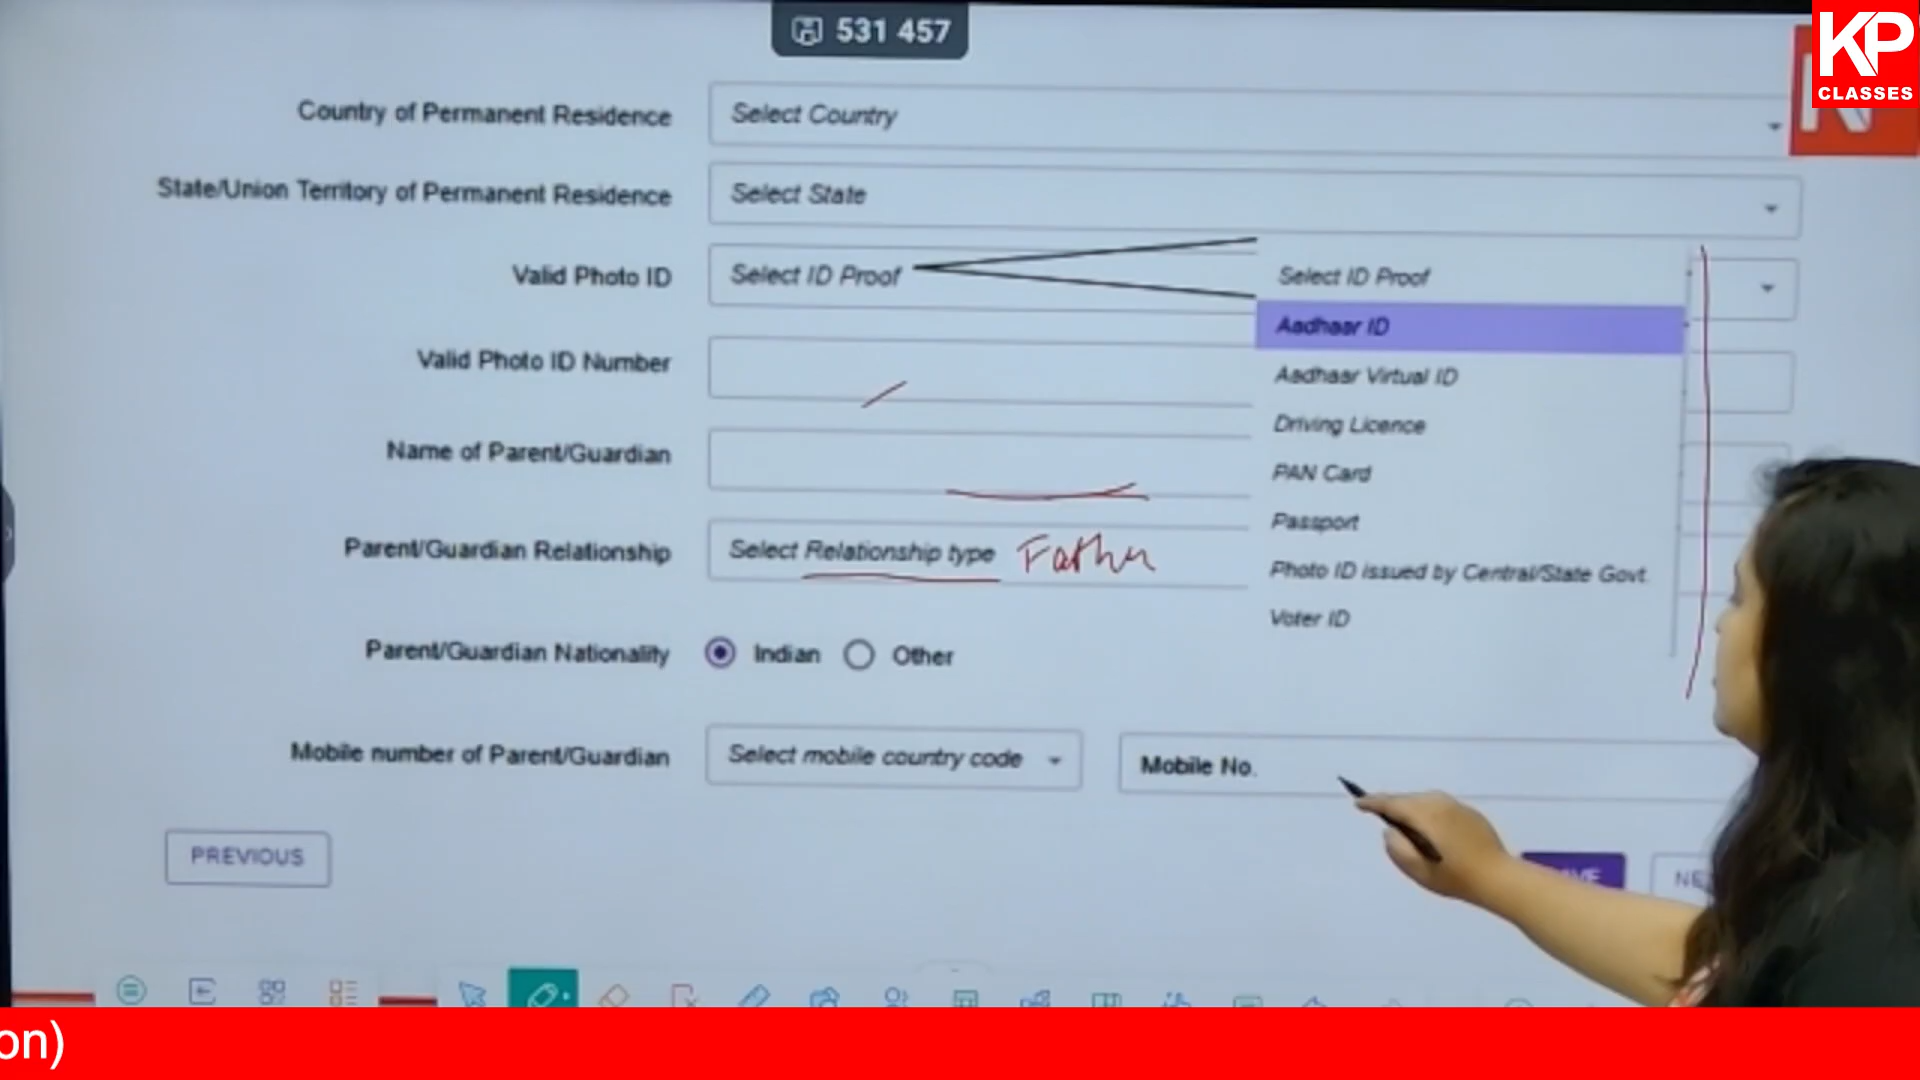 531 457
KP
CLASSES
Country of Permanent Residence
Select Country
State/Union Territory of Permanent Residence
Select State
Valid Photo ID
Select ID Proof
Select ID Proof
Aadhaar ID
Aadhaar Virtual ID
Driving Licence
PAN Card
Passport
Photo ID issued by Central/State Govt.
Voter ID
Valid Photo ID Number
Name of Parent/Guardian
Parent/Guardian Relationship
Select Relationship type
Parent/Guardian Nationality
Indian
Other
Mobile number of Parent/Guardian
Select mobile country code
Mobile No.
PREVIOUS
on)